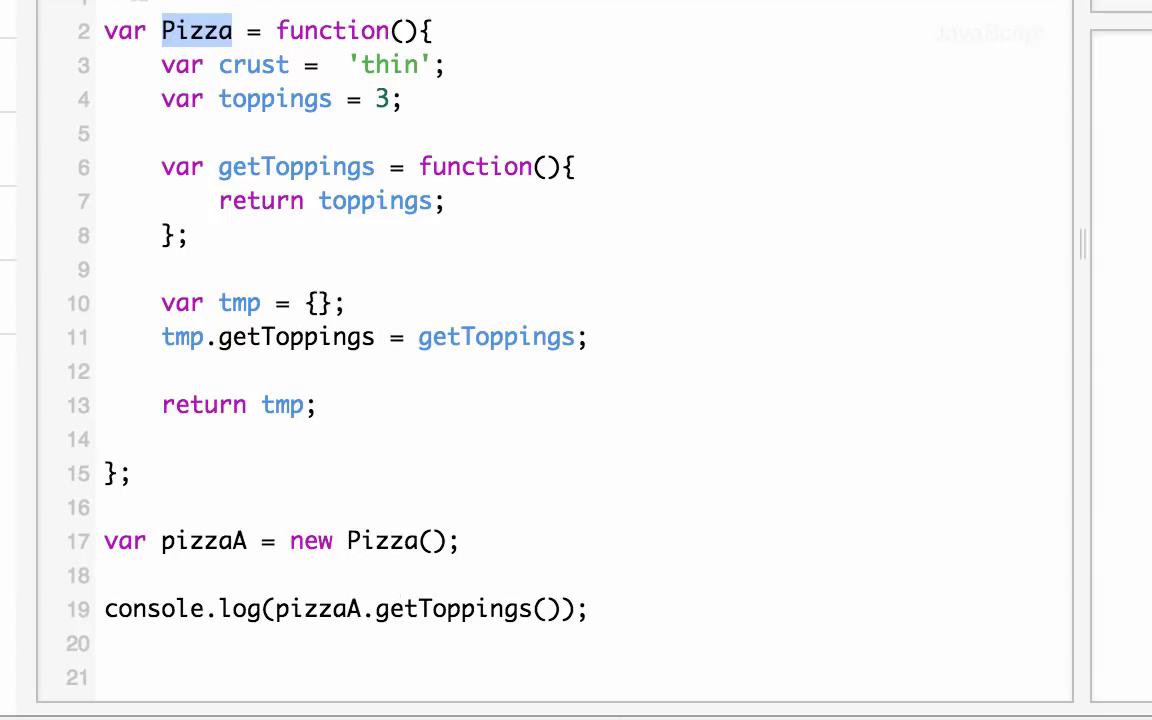 2 var Pizza = function(){
JavaScript
3     var crust =  'thin';
4     var toppings = 3;
5
6     var getToppings = function(){
7         return toppings;
8     };
9
10     var tmp = {};
11     tmp.getToppings = getToppings;
12
13     return tmp;
14
15 };
16
17 var pizzaA = new Pizza();
18
19 console.log(pizzaA.getToppings());
20
21